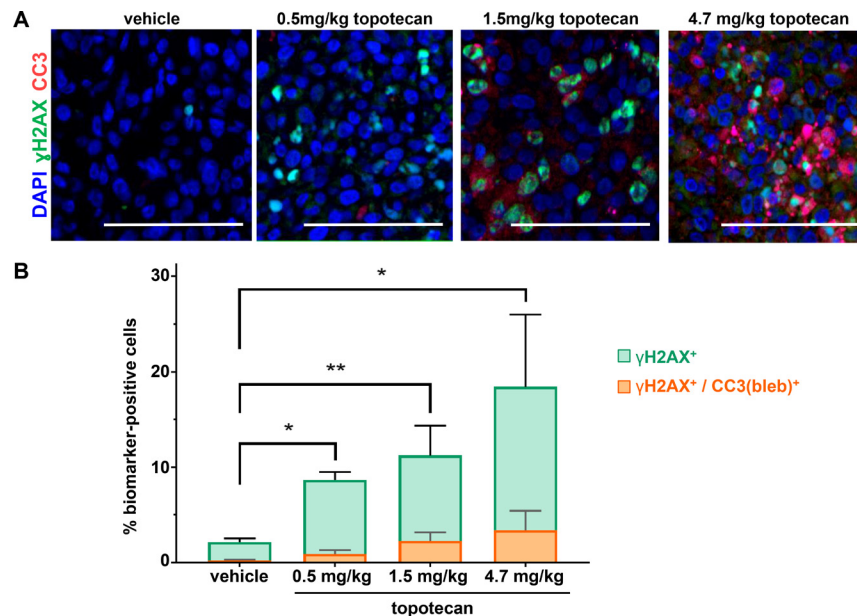 A
vehicle
0.5mg/kg topotecan
1.5mg/kg topotecan
4.7 mg/kg topotecan
DAPI γH2AX CC3
B
% biomarker-positive cells
30
20
10
0
*
**
*
γH2AX⁺
γH2AX⁺ / CC3(bleb)⁺
vehicle
0.5 mg/kg
1.5 mg/kg
4.7 mg/kg
topotecan